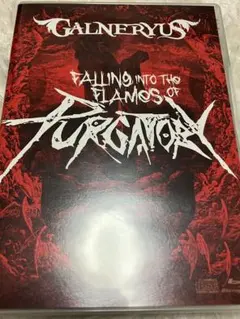 GALNERYUS
FALLING INTO THE
FLAMES OF
PURGATORY